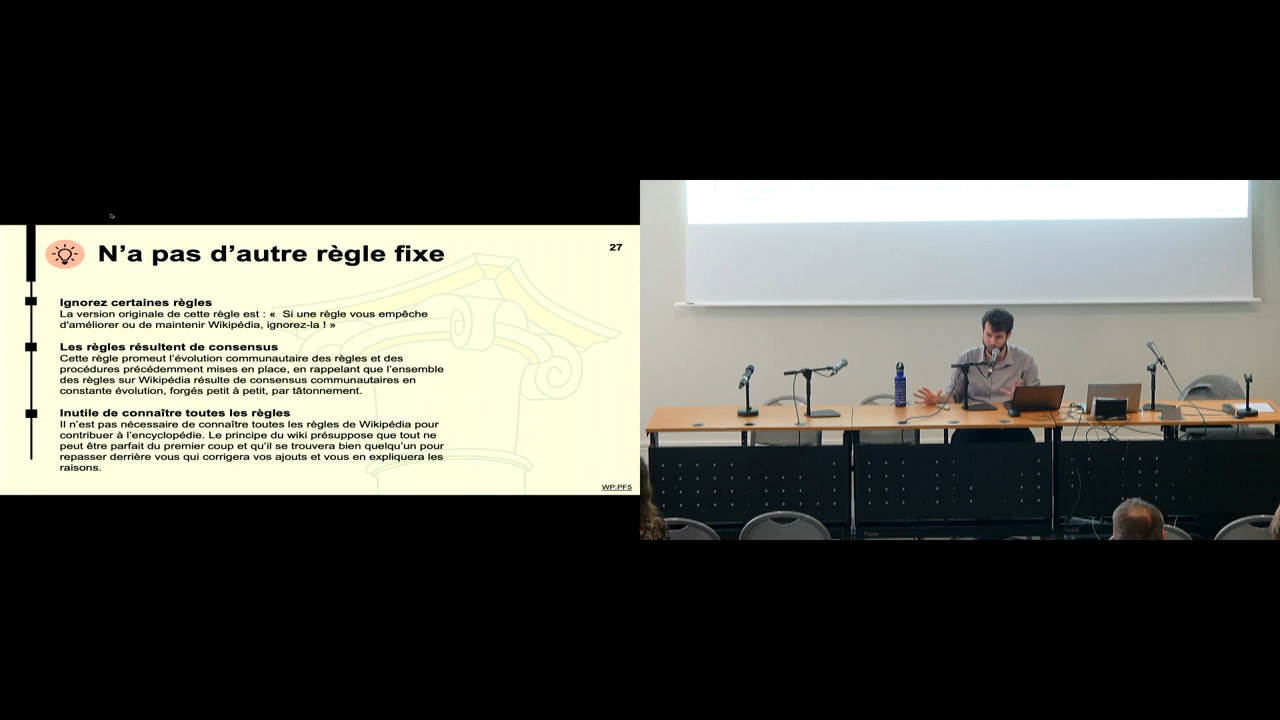 N’a pas d’autre règle fixe
27
Ignorez certaines règles
La version originale de cette règle est : «  Si une règle vous empêche
d’améliorer ou de maintenir Wikipédia, ignorez-la ! »
Les règles résultent de consensus
Cette règle promeut l’évolution communautaire des règles et des
procédures précédemment mises en place, en rappelant que l’ensemble
des règles sur Wikipédia résulte de consensus communautaires en
constante évolution, forgés petit à petit, par tâtonnement.
Inutile de connaître toutes les règles
Il n’est pas nécessaire de connaître toutes les règles de Wikipédia pour
contribuer à l’encyclopédie. Le principe du wiki présuppose que tout ne
peut être parfait du premier coup et qu’il se trouvera bien quelqu’un pour
repasser derrière vous qui corrigera vos ajouts et vous en expliquera les
raisons.
WP:PF5